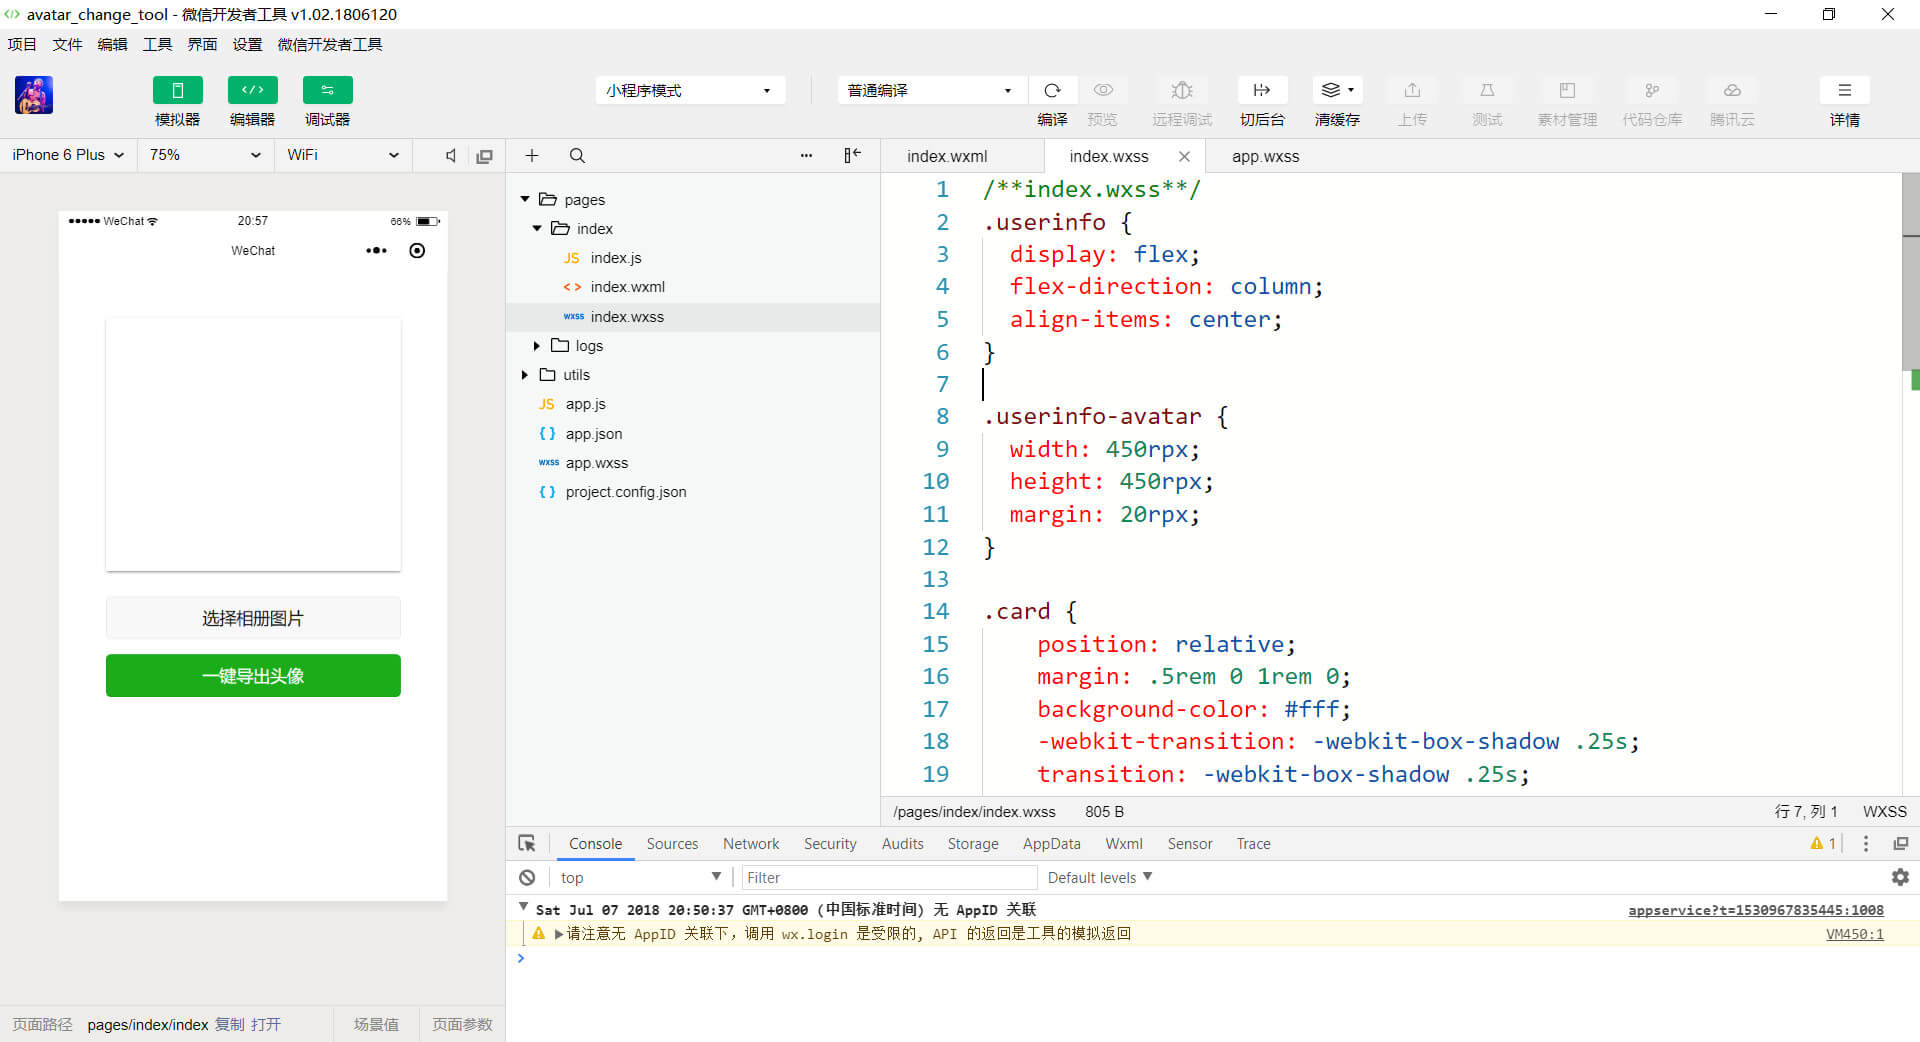 avatar_change_tool - 微信开发者工具 v1.02.1806120
项目 文件 编辑 工具 界面 设置 微信开发者工具
模拟器 编辑器 调试器 小程序模式 普通编译 编译 预览 远程调试 切后台 清缓存 上传 测试 素材管理 代码仓库 腾讯云 详情
iPhone 6 Plus 75% WiFi
WeChat 20:57 66%
WeChat
选择相册图片
一键导出头像
页面路径 pages/index/index 复制 打开 场景值 页面参数
pages
index
JS index.js
< > index.wxml
wxss index.wxss
logs
utils
JS app.js
{ } app.json
wxss app.wxss
{ } project.config.json
index.wxml index.wxss app.wxss
1 /**index.wxss**/
2 .userinfo {
3 display: flex;
4 flex-direction: column;
5 align-items: center;
6 }
7
8 .userinfo-avatar {
9 width: 450rpx;
10 height: 450rpx;
11 margin: 20rpx;
12 }
13
14 .card {
15 position: relative;
16 margin: .5rem 0 1rem 0;
17 background-color: #fff;
18 -webkit-transition: -webkit-box-shadow .25s;
19 transition: -webkit-box-shadow .25s;
/pages/index/index.wxss 805 B 行 7, 列 1 WXSS
Console Sources Network Security Audits Storage AppData Wxml Sensor Trace 1
top Filter Default levels
Sat Jul 07 2018 20:50:37 GMT+0800 (中国标准时间) 无 AppID 关联 appservice?t=1530967835445:1008
请注意无 AppID 关联下，调用 wx.login 是受限的, API 的返回是工具的模拟返回 VM450:1